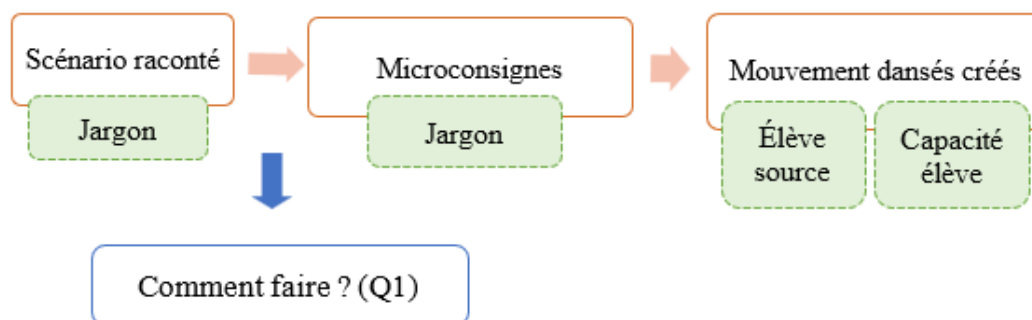 Scénario raconté
Jargon
Microconsignes
Jargon
Mouvement dansés créés
Élève
source
Capacité
élève
Comment faire ? (Q1)